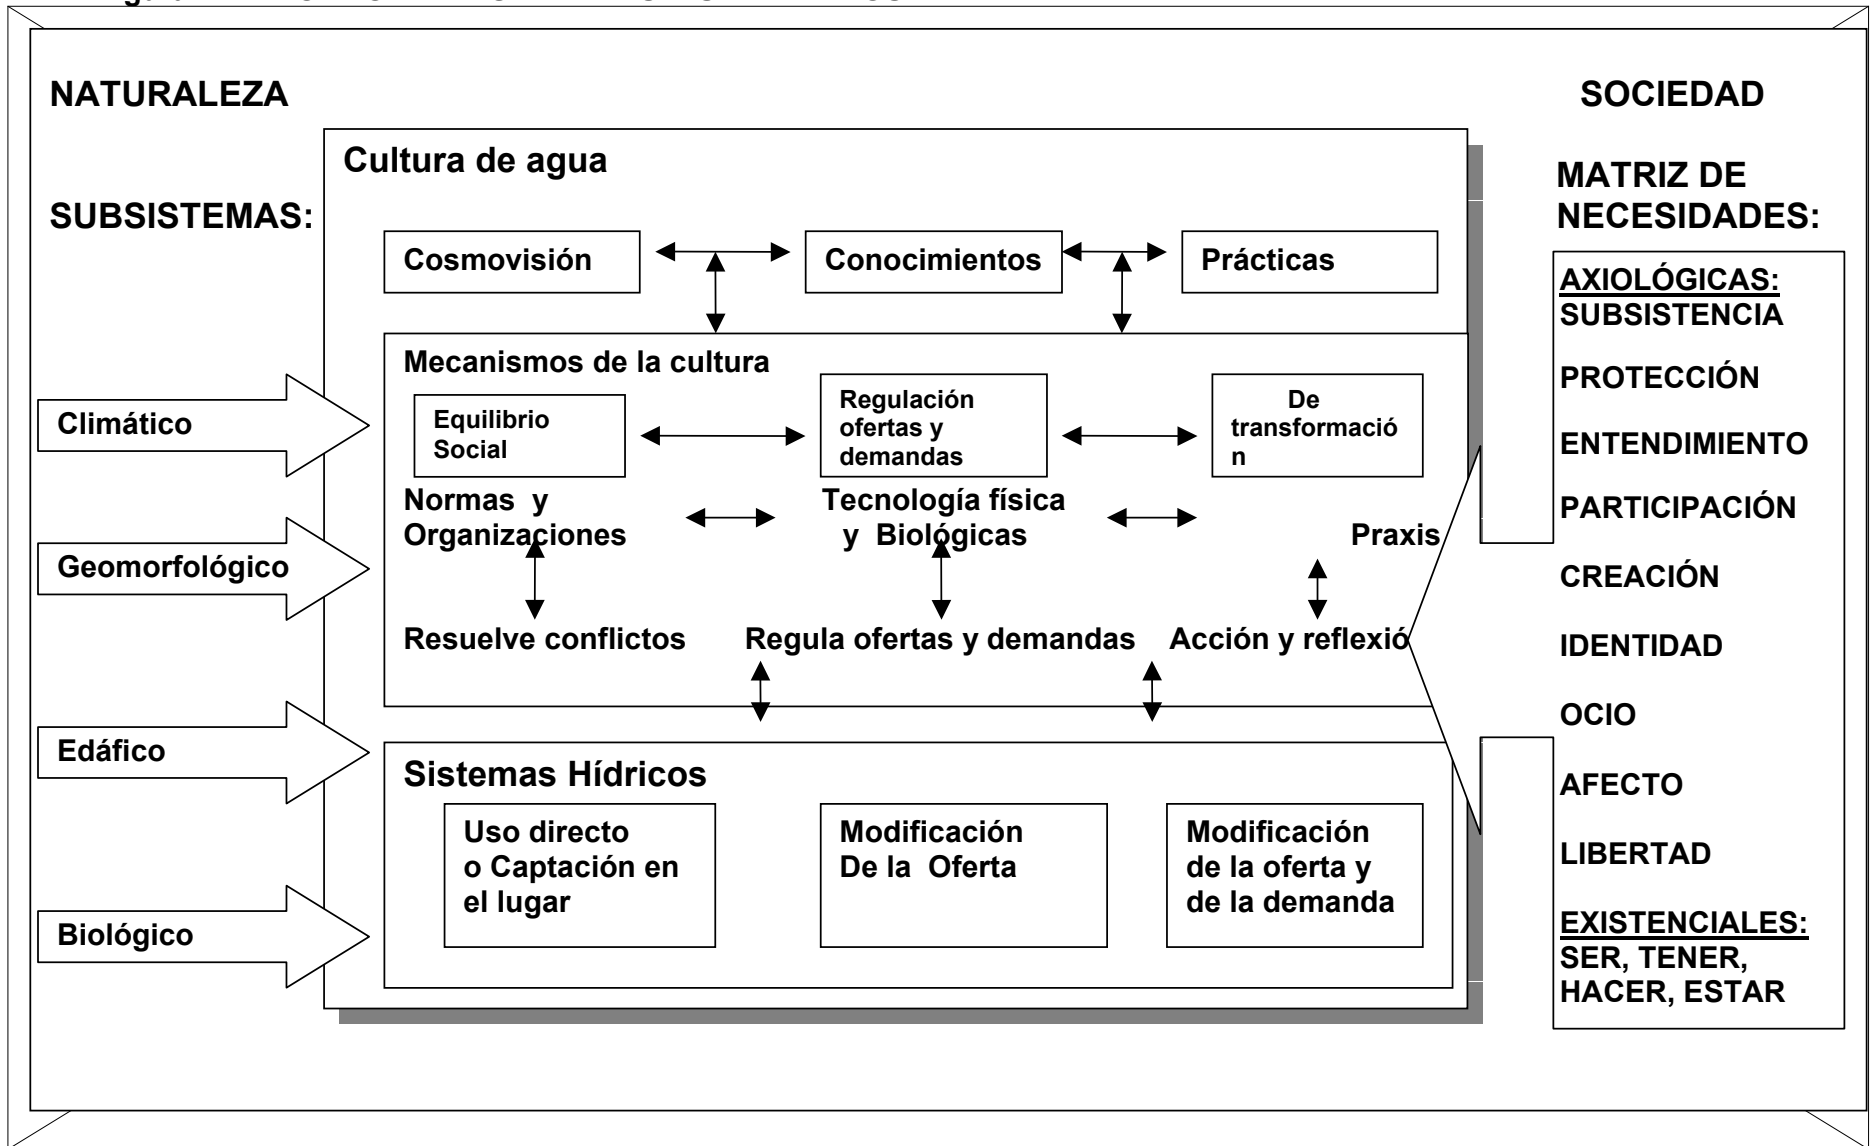 NATURALEZA
SOCIEDAD
SUBSISTEMAS:
Climático
Geomorfológico
Edáfico
Biológico
Cultura de agua
Cosmovisión
Conocimientos
Prácticas
Mecanismos de la cultura
Equilibrio
Social
Regulación
ofertas y
demandas
De
transformació
n
Normas y
Organizaciones
Tecnología física
y Biológicas
Praxis
Resuelve conflictos
Regula ofertas y demandas
Acción y reflexió
Sistemas Hídricos
Uso directo
o Captación en
el lugar
Modificación
De la Oferta
Modificación
de la oferta y
de la demanda
MATRIZ DE
NECESIDADES:
AXIOLÓGICAS:
SUBSISTENCIA
PROTECCIÓN
ENTENDIMIENTO
PARTICIPACIÓN
CREACIÓN
IDENTIDAD
OCIO
AFECTO
LIBERTAD
EXISTENCIALES:
SER, TENER,
HACER, ESTAR